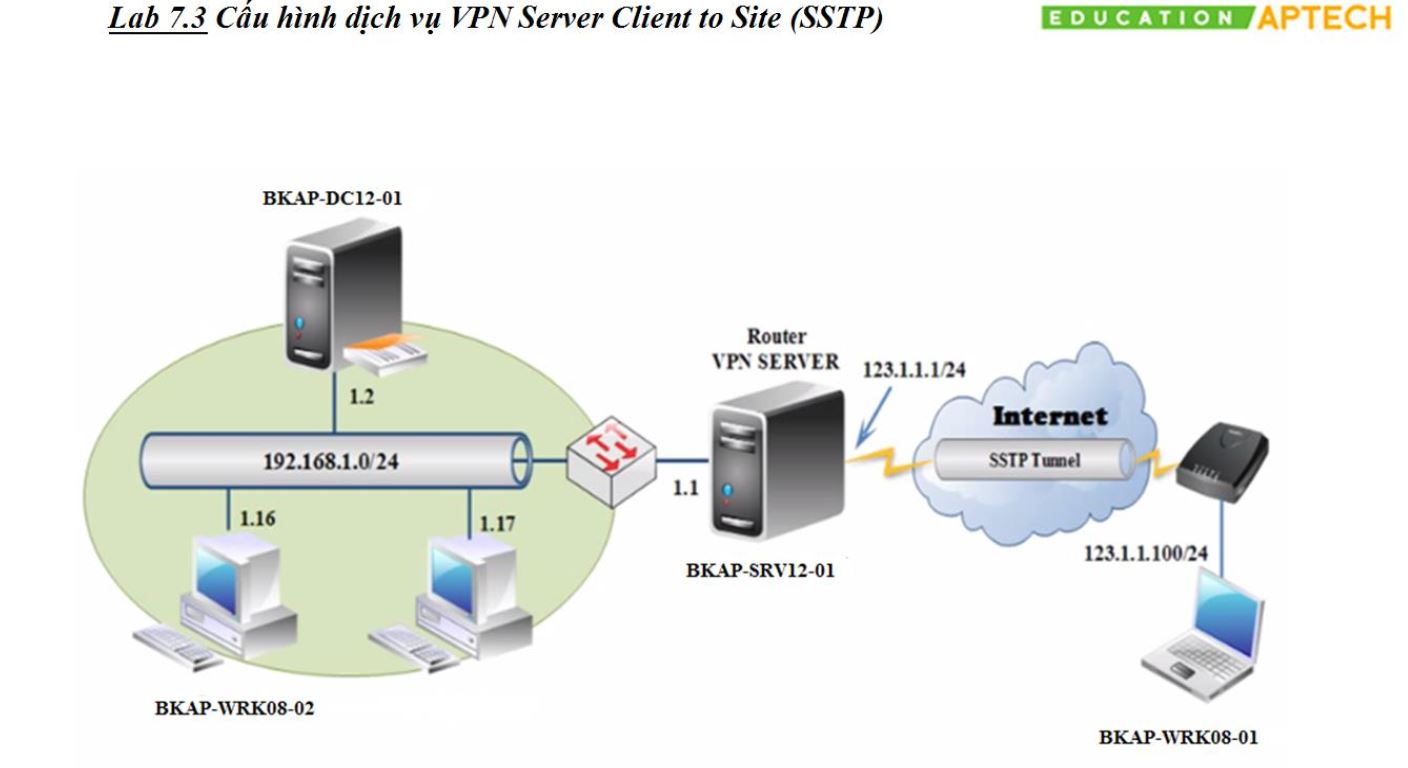 Lab 7.3 Cấu hình dịch vụ VPN Server Client to Site (SSTP)
EDUCATION APTECH
BKAP-DC12-01
Router
VPN SERVER
123.1.1.1/24
1.2
Internet
192.168.1.0/24
SSTP Tunnel
1.1
1.16
1.17
123.1.1.100/24
BKAP-SRV12-01
BKAP-WRK08-02
BKAP-WRK08-01